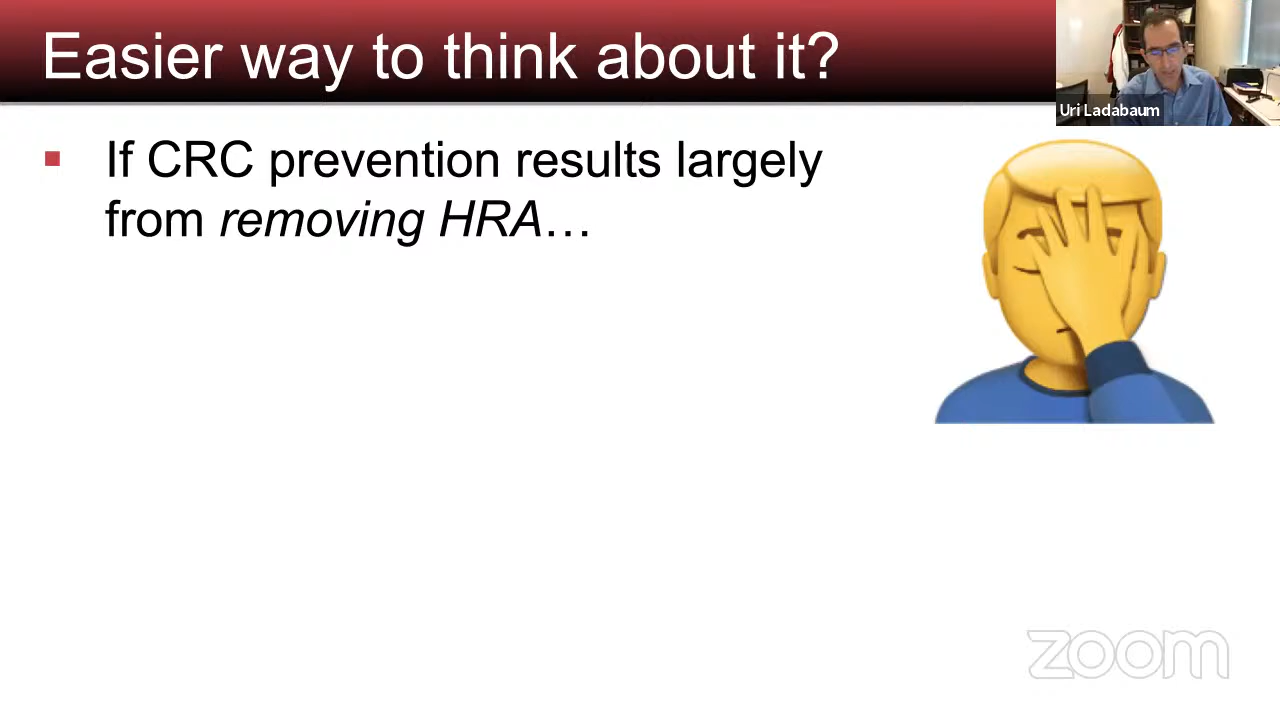 Easier way to think about it?
Uri Ladabaum
If CRC prevention results largely
from removing HRA…
zoom